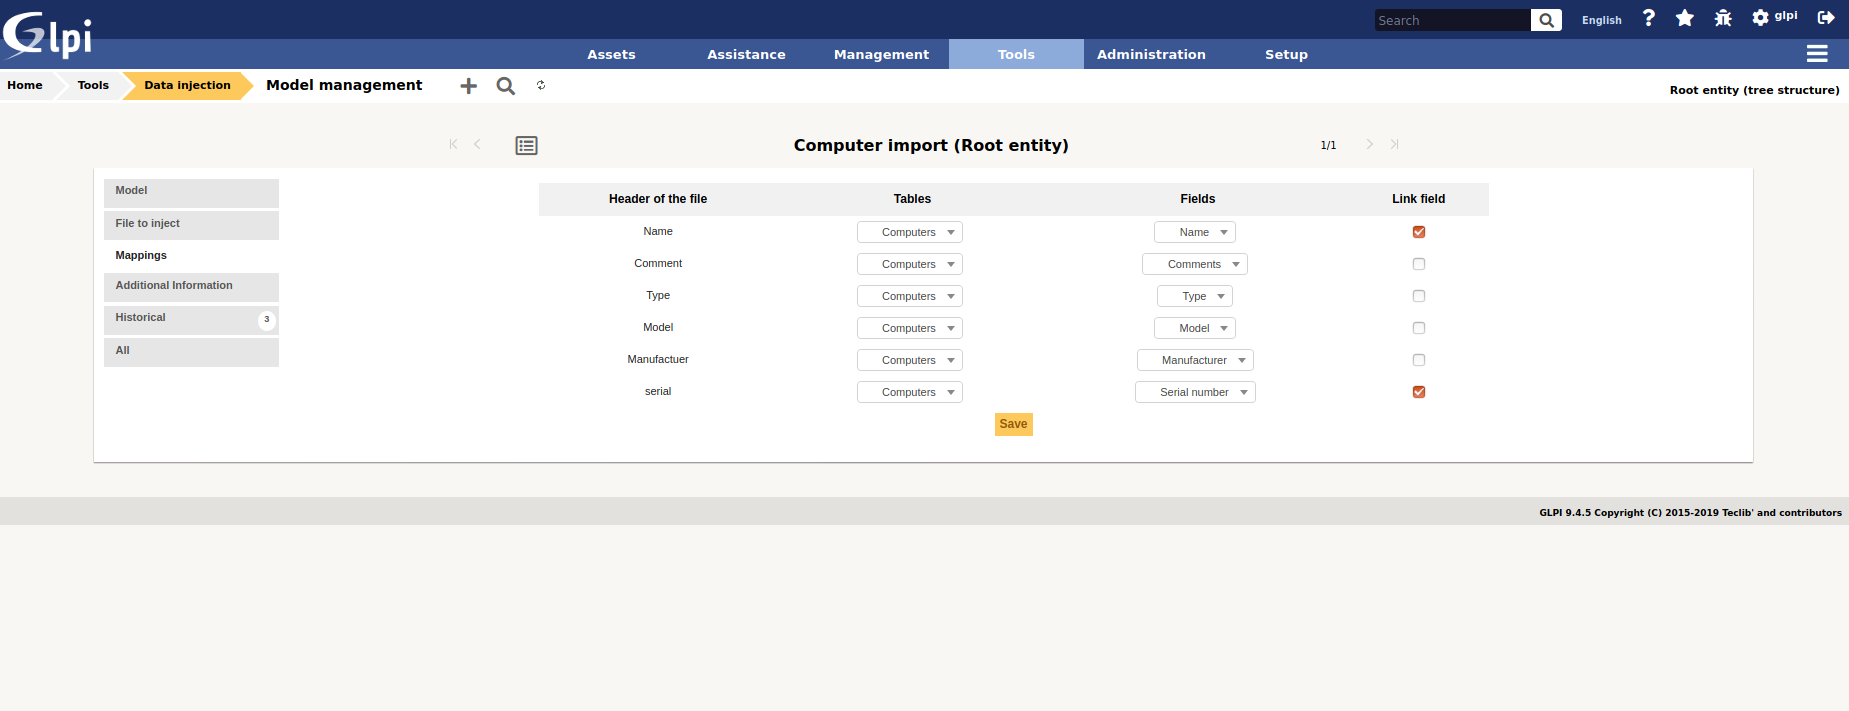 Glpi
Search
English
glpi
Assets
Assistance
Management
Tools
Administration
Setup
Home
Tools
Data injection
Model management
Root entity (tree structure)
Computer import (Root entity)
1/1
Model
File to inject
Mappings
Additional Information
Historical
3
All
Header of the file Tables Fields Link field
Name Computers Name
Comment Computers Comments
Type Computers Type
Model Computers Model
Manufactuer Computers Manufacturer
serial Computers Serial number
Save
GLPI 9.4.5 Copyright (C) 2015-2019 Teclib' and contributors